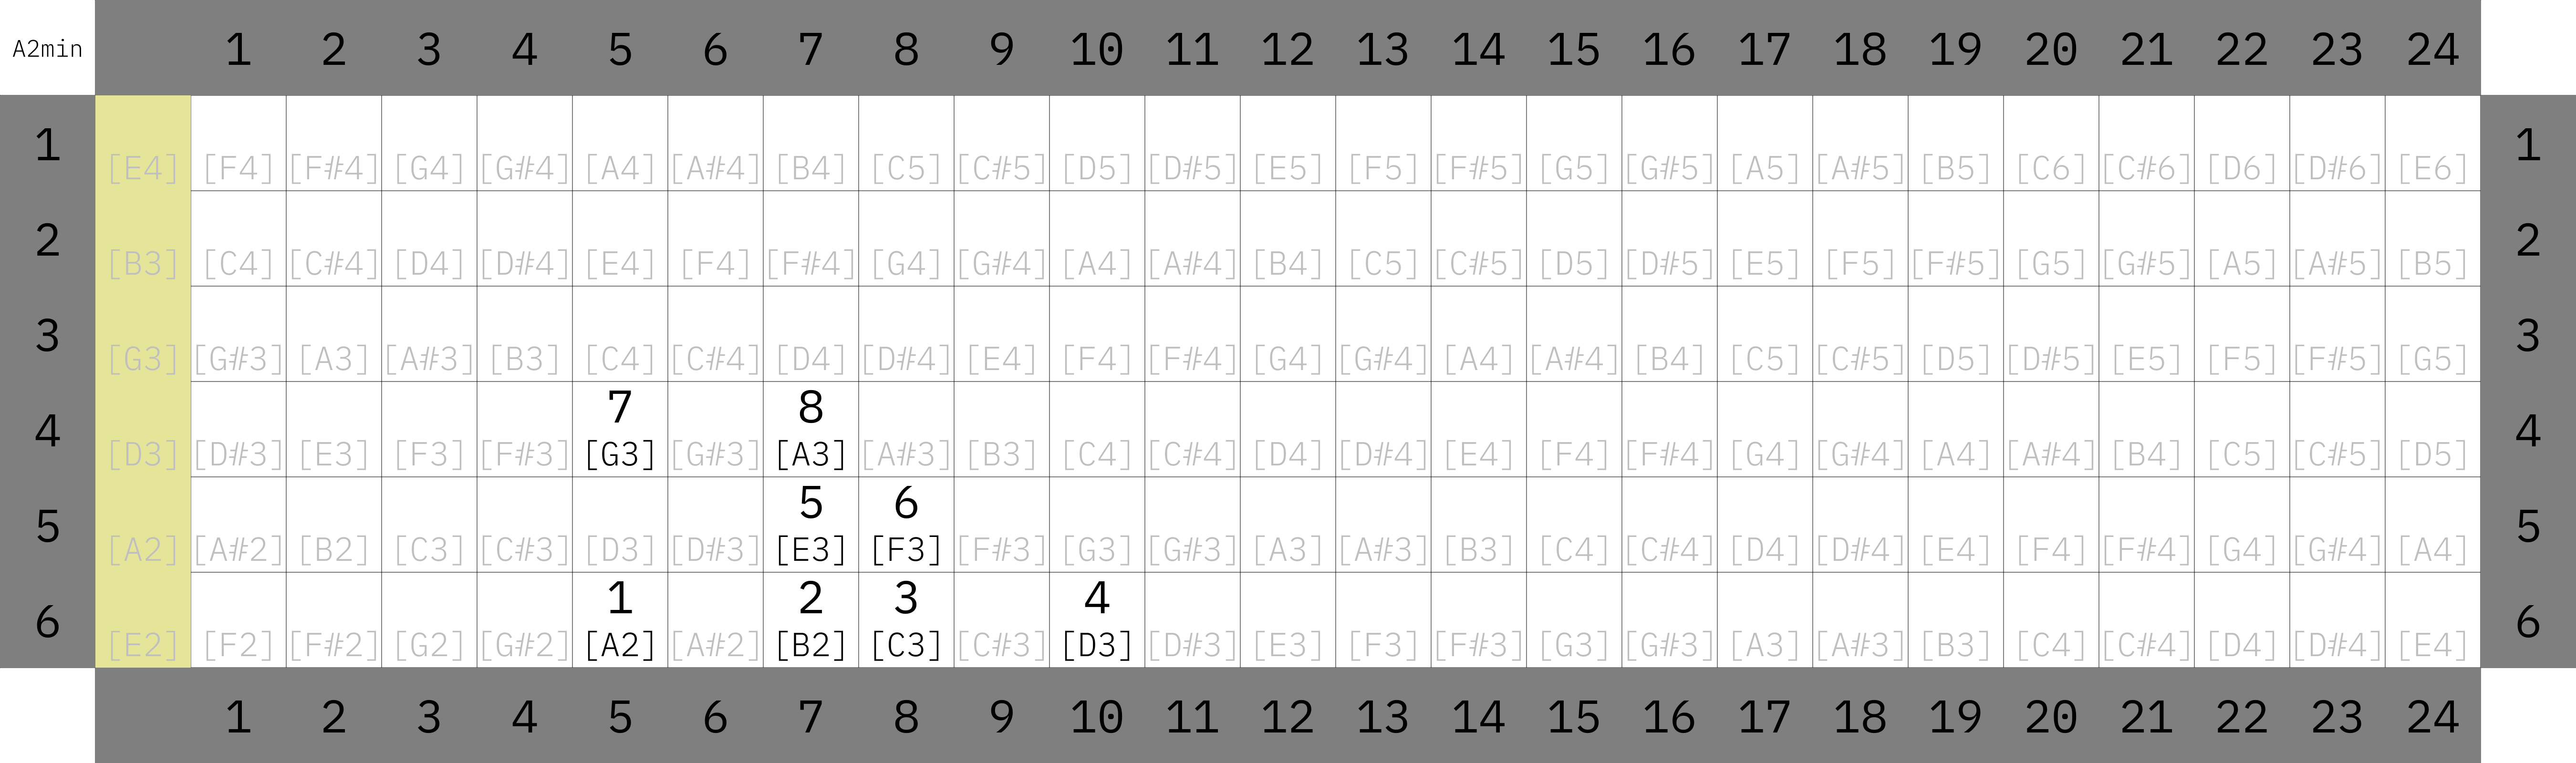 A2min 1 2 3 4 5 6 7 8 9 10 11 12 13 14 15 16 17 18 19 20 21 22 23 24
1 [E4] [F4] [F#4] [G4] [G#4] [A4] [A#4] [B4] [C5] [C#5] [D5] [D#5] [E5] [F5] [F#5] [G5] [G#5] [A5] [A#5] [B5] [C6] [C#6] [D6] [D#6] [E6] 1
2 [B3] [C4] [C#4] [D4] [D#4] [E4] [F4] [F#4] [G4] [G#4] [A4] [A#4] [B4] [C5] [C#5] [D5] [D#5] [E5] [F5] [F#5] [G5] [G#5] [A5] [A#5] [B5] 2
3 [G3] [G#3] [A3] [A#3] [B3] [C4] [C#4] [D4] [D#4] [E4] [F4] [F#4] [G4] [G#4] [A4] [A#4] [B4] [C5] [C#5] [D5] [D#5] [E5] [F5] [F#5] [G5] 3
7 8
4 [D3] [D#3] [E3] [F3] [F#3] [G3] [G#3] [A3] [A#3] [B3] [C4] [C#4] [D4] [D#4] [E4] [F4] [F#4] [G4] [G#4] [A4] [A#4] [B4] [C5] [C#5] [D5] 4
5 6
5 [A2] [A#2] [B2] [C3] [C#3] [D3] [D#3] [E3] [F3] [F#3] [G3] [G#3] [A3] [A#3] [B3] [C4] [C#4] [D4] [D#4] [E4] [F4] [F#4] [G4] [G#4] [A4] 5
1 2 3 4
6 [E2] [F2] [F#2] [G2] [G#2] [A2] [A#2] [B2] [C3] [C#3] [D3] [D#3] [E3] [F3] [F#3] [G3] [G#3] [A3] [A#3] [B3] [C4] [C#4] [D4] [D#4] [E4] 6
1 2 3 4 5 6 7 8 9 10 11 12 13 14 15 16 17 18 19 20 21 22 23 24